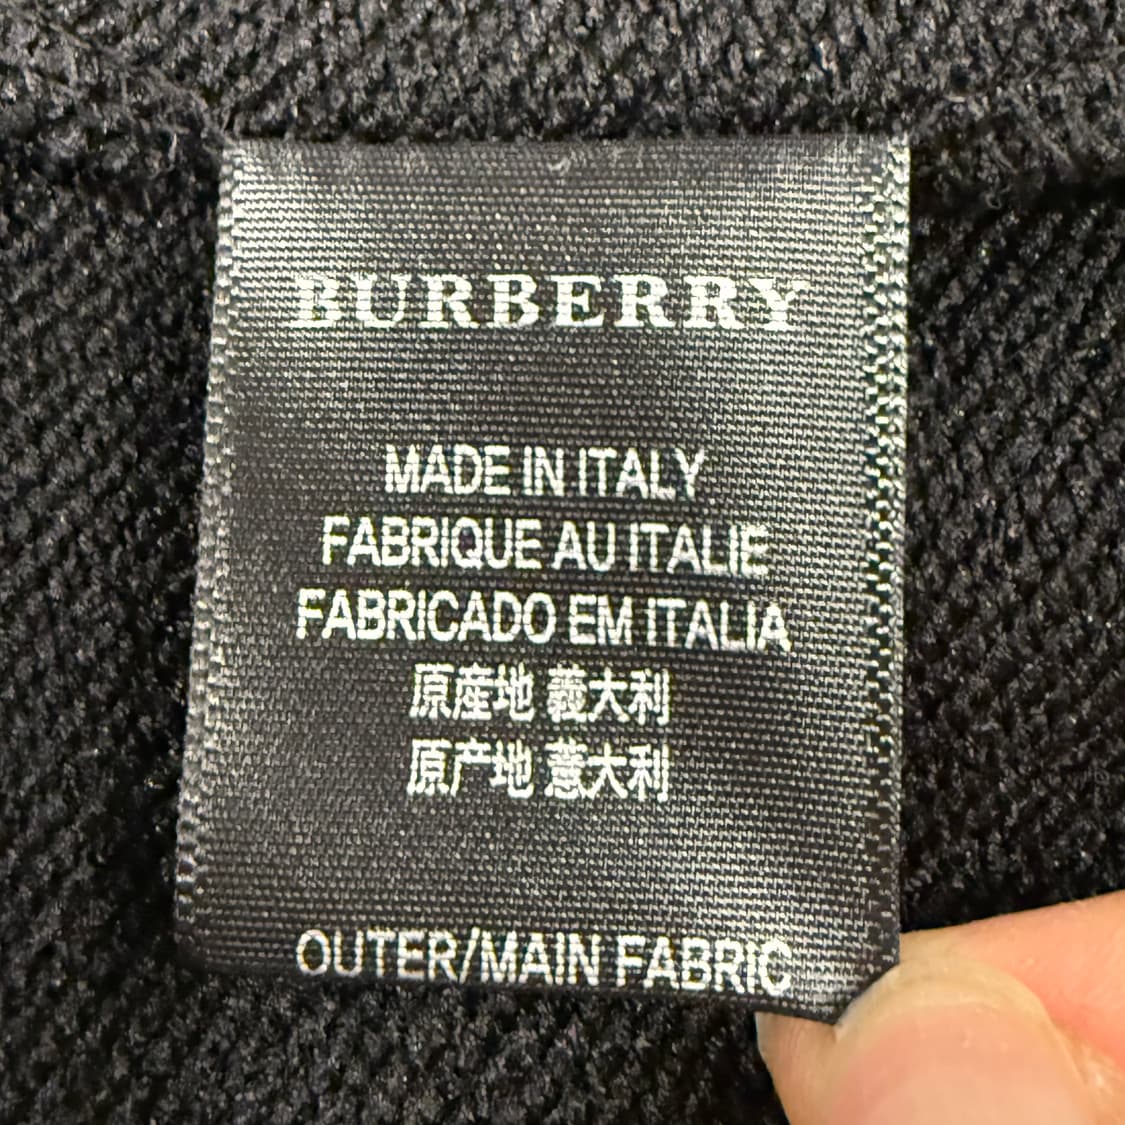 BURBERRY
MADE IN ITALY
FABRIQUE AU ITALIE
FABRICADO EM ITALIA
原産地 義大利
原产地 意大利
OUTER/MAIN FABRIC